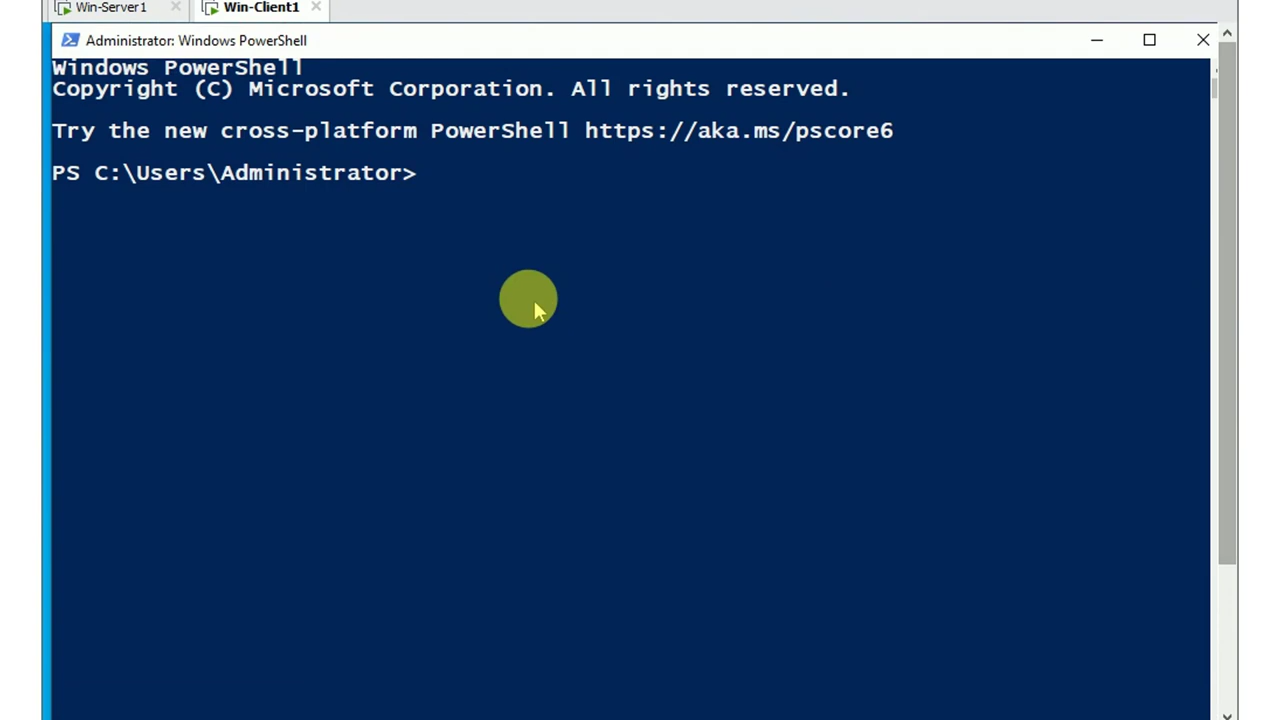 Win-Server1
Win-Client1
Administrator: Windows PowerShell
Windows PowerShell
Copyright (C) Microsoft Corporation. All rights reserved.
Try the new cross-platform PowerShell https://aka.ms/pscore6
PS C:\Users\Administrator>